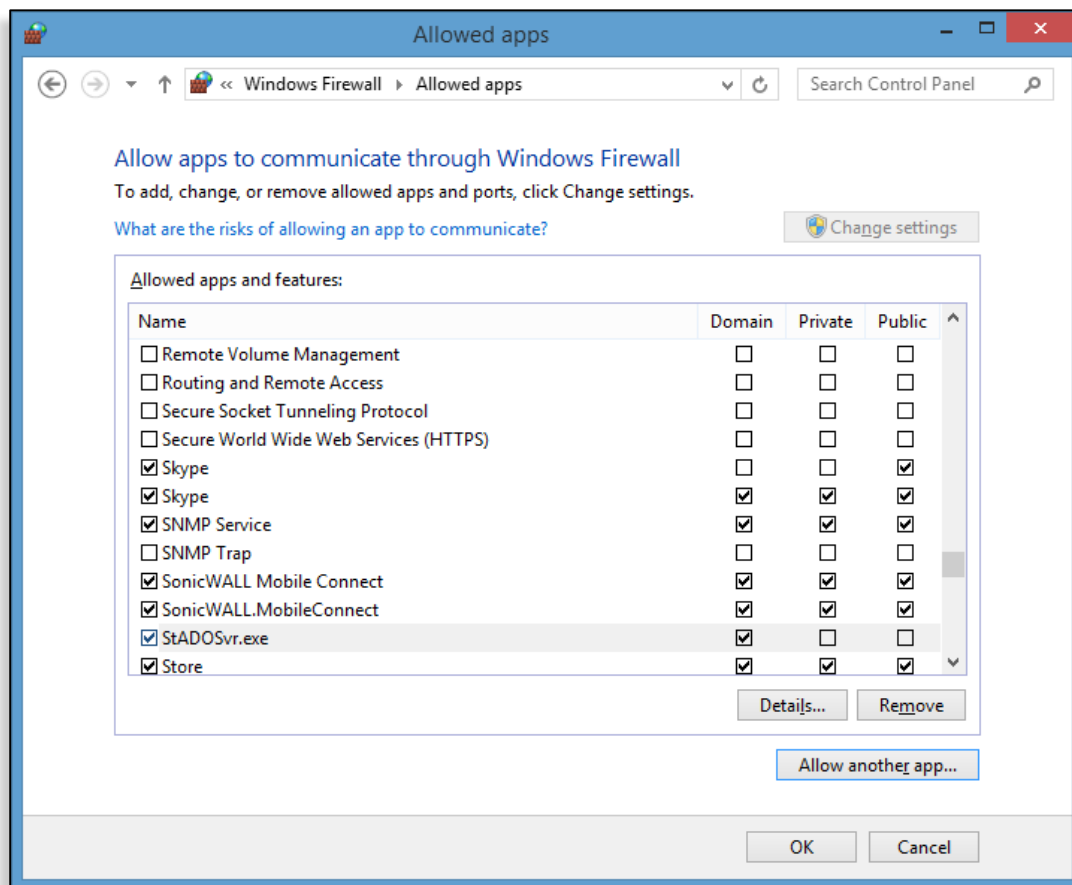 Allowed apps
« Windows Firewall Allowed apps Search Control Panel
Allow apps to communicate through Windows Firewall
To add, change, or remove allowed apps and ports, click Change settings.
What are the risks of allowing an app to communicate? Change settings
Allowed apps and features:
Name Domain Private Public
Remote Volume Management
Routing and Remote Access
Secure Socket Tunneling Protocol
Secure World Wide Web Services (HTTPS)
Skype
Skype
SNMP Service
SNMP Trap
SonicWALL Mobile Connect
SonicWALL.MobileConnect
StADOSvr.exe
Store
Details... Remove
Allow another app...
OK Cancel